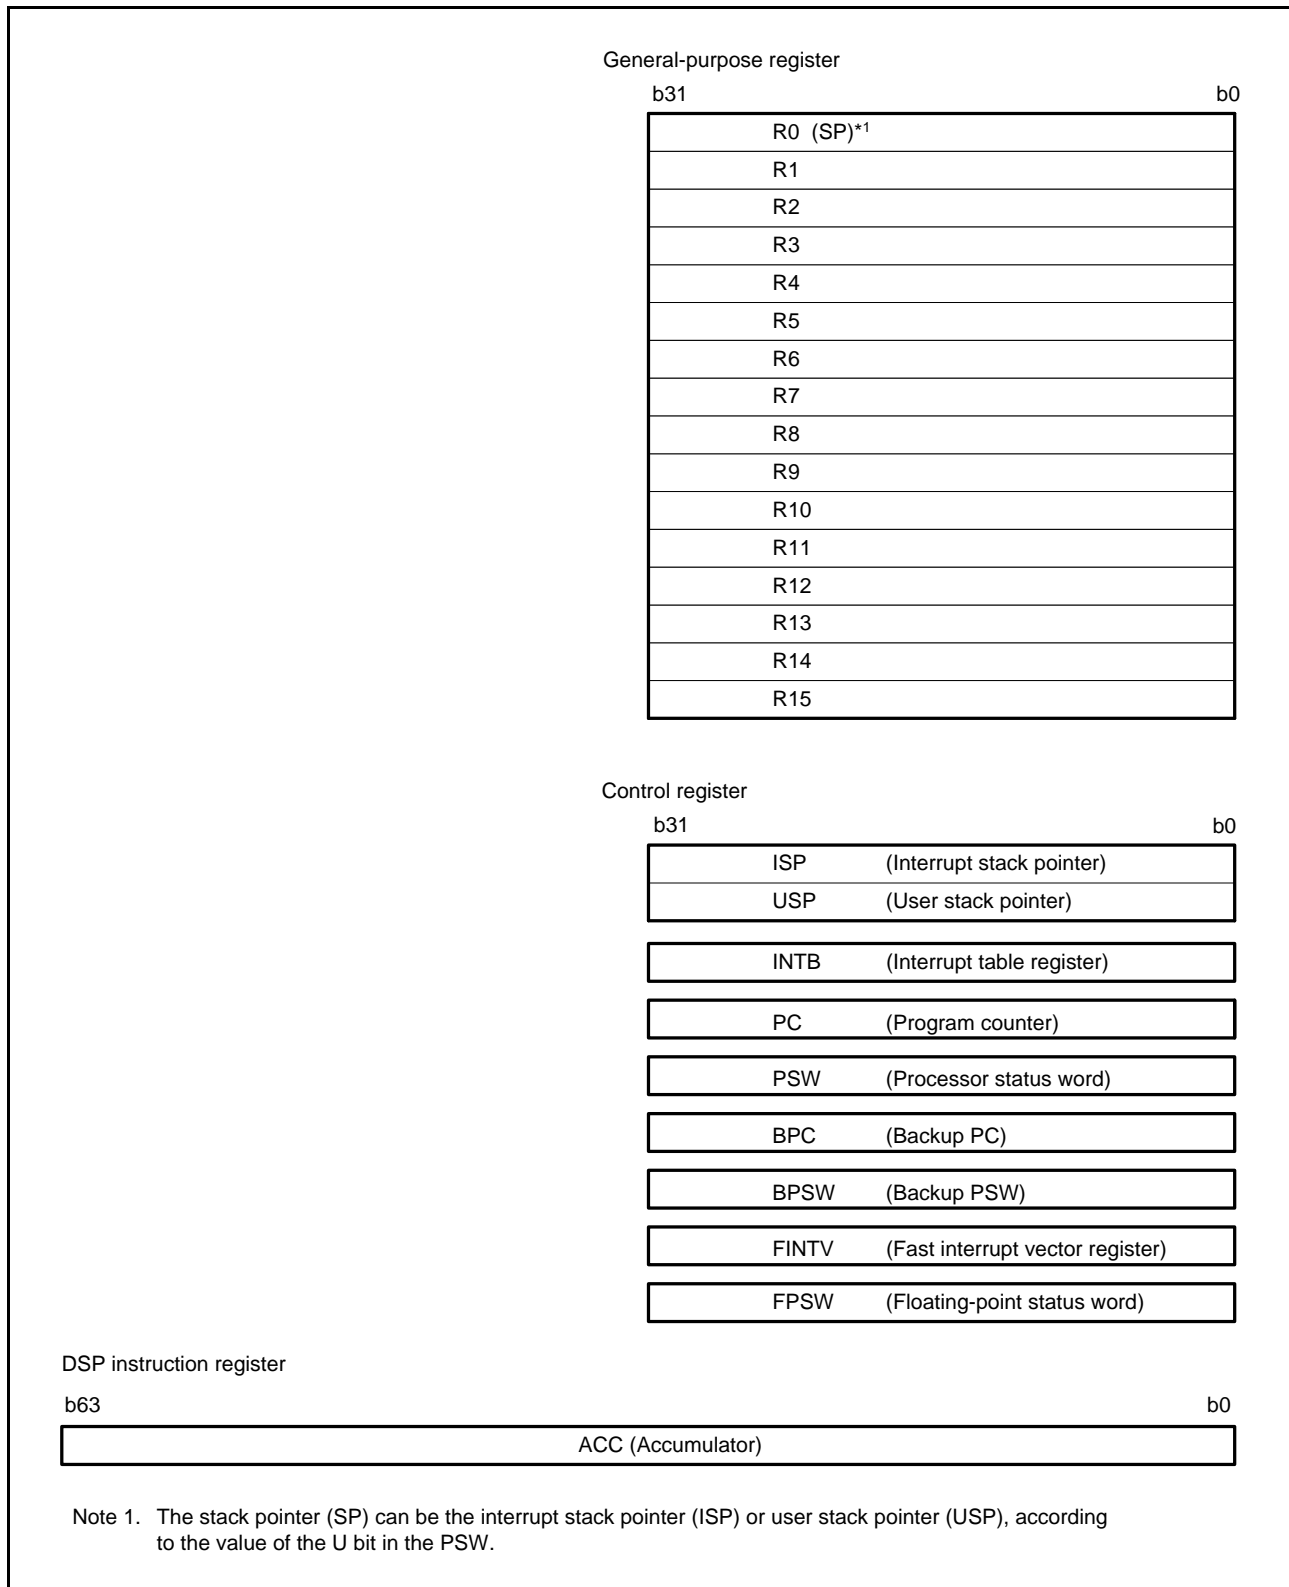 General-purpose register
b31 b0
R0 (SP)*1
R1
R2
R3
R4
R5
R6
R7
R8
R9
R10
R11
R12
R13
R14
R15
Control register
b31 b0
ISP (Interrupt stack pointer)
USP (User stack pointer)
INTB (Interrupt table register)
PC (Program counter)
PSW (Processor status word)
BPC (Backup PC)
BPSW (Backup PSW)
FINTV (Fast interrupt vector register)
FPSW (Floating-point status word)
DSP instruction register
b63 b0
ACC (Accumulator)
Note 1. The stack pointer (SP) can be the interrupt stack pointer (ISP) or user stack pointer (USP), according
to the value of the U bit in the PSW.